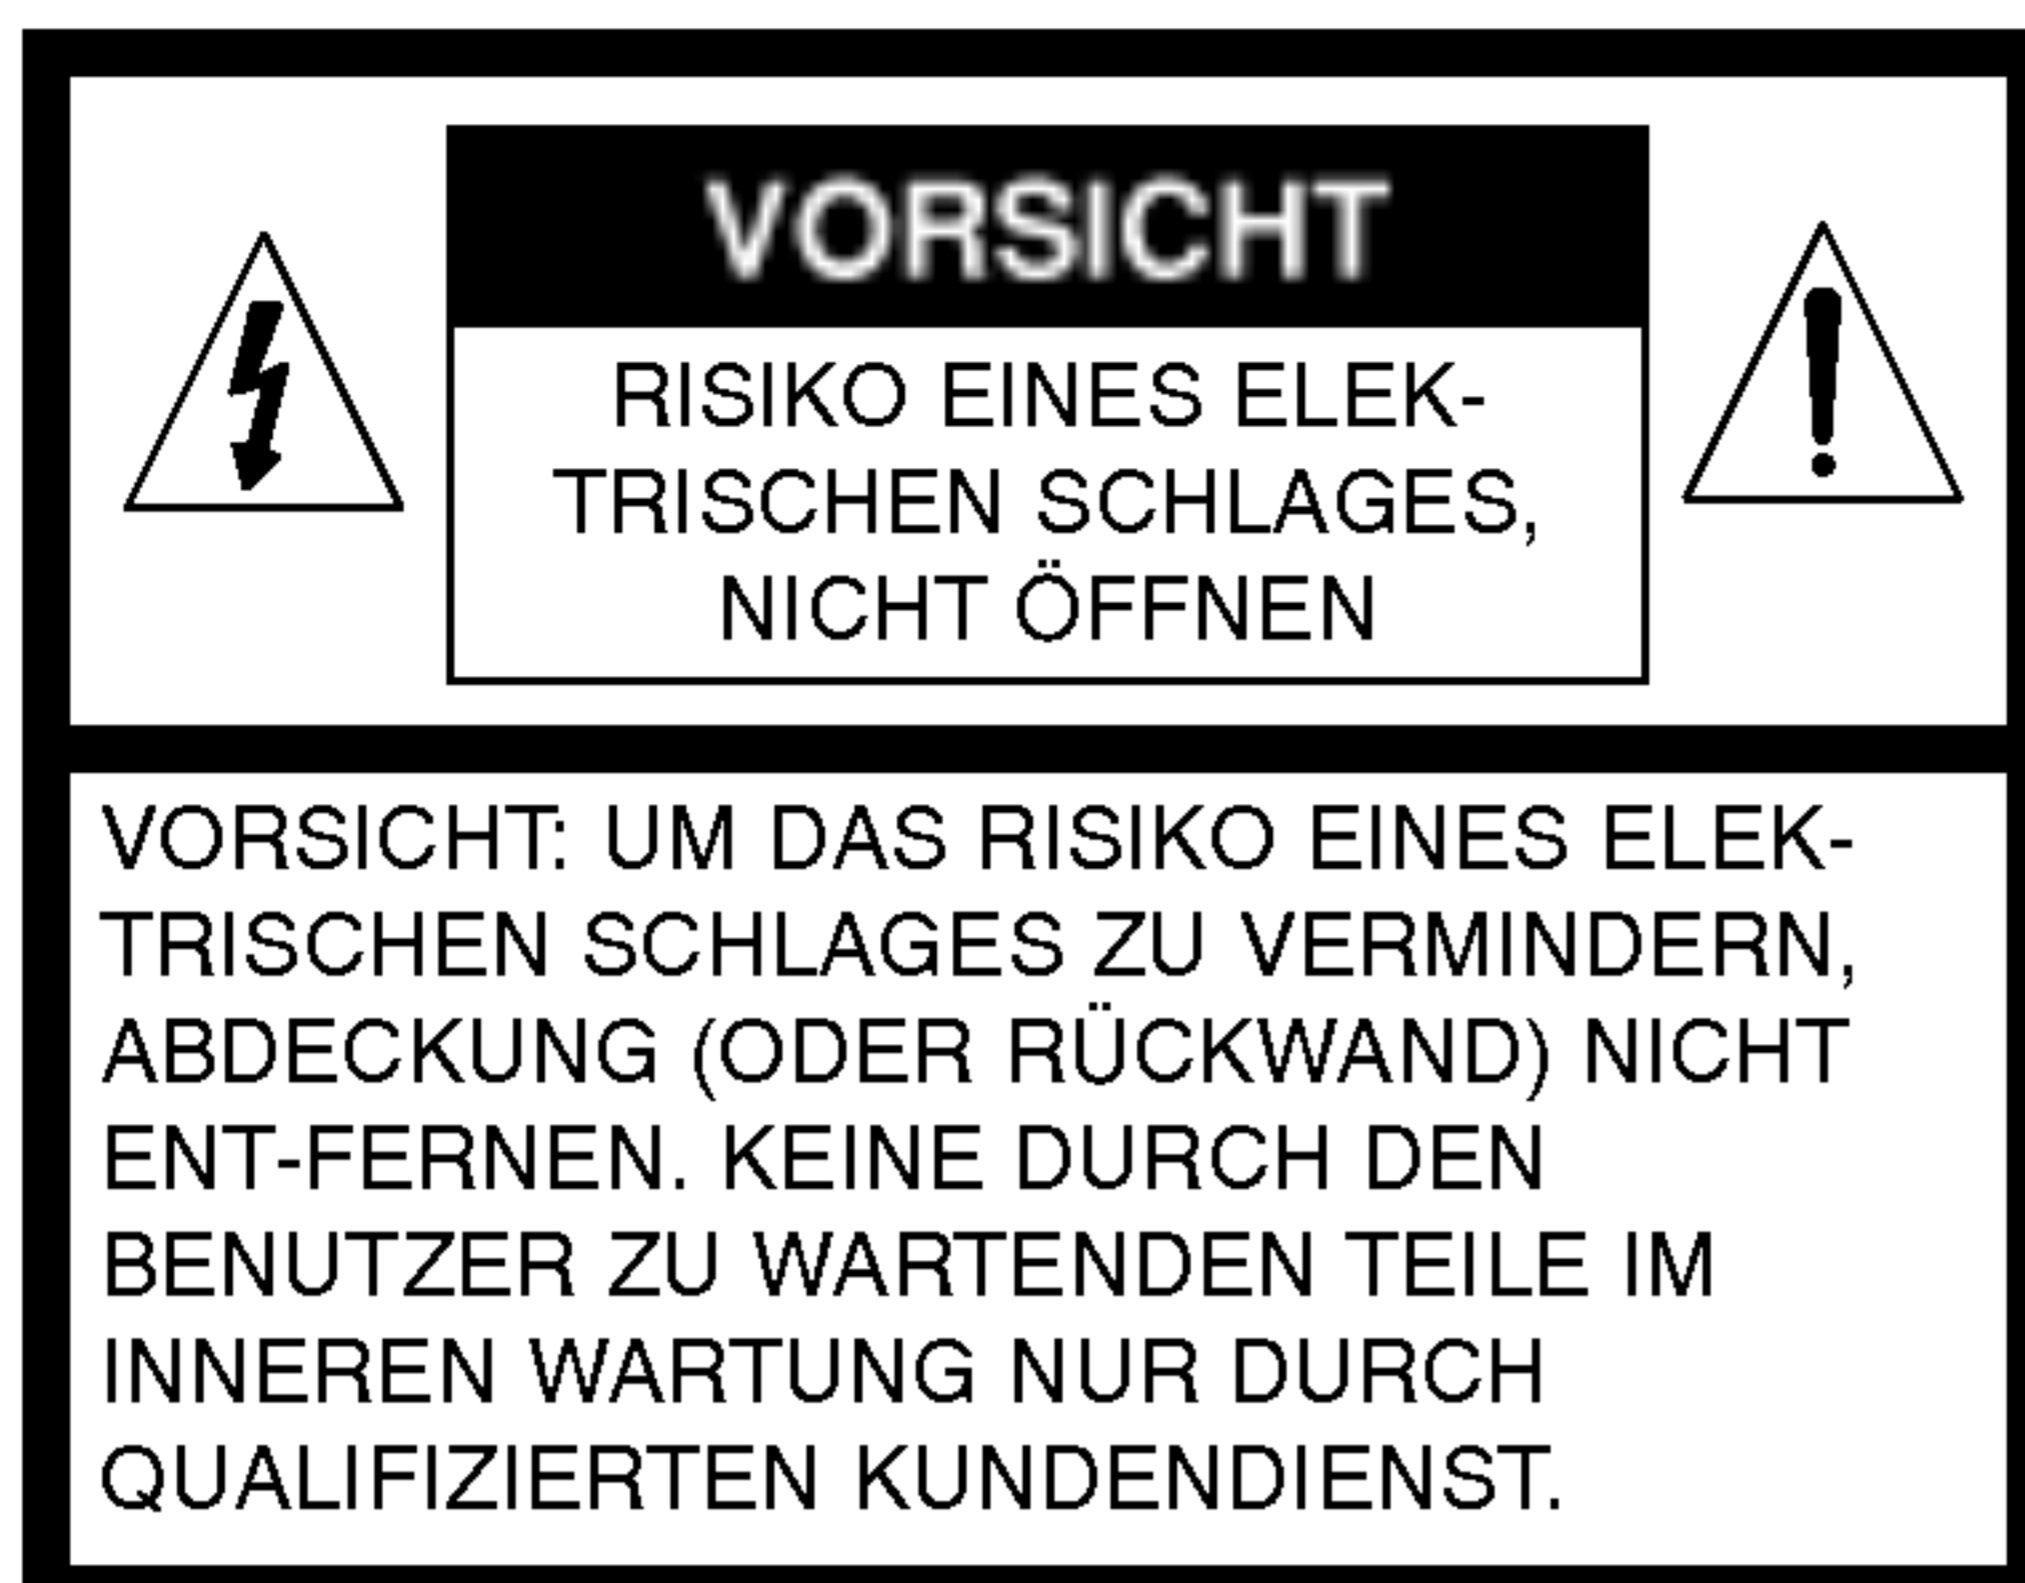 VORSICHT
RISIKO EINES ELEK-
TRISCHEN SCHLAGES,
NICHT ÖFFNEN
VORSICHT: UM DAS RISIKO EINES ELEK-
TRISCHEN SCHLAGES ZU VERMINDERN,
ABDECKUNG (ODER RÜCKWAND) NICHT
ENT-FERNEN. KEINE DURCH DEN
BENUTZER ZU WARTENDEN TEILE IM
INNEREN WARTUNG NUR DURCH
QUALIFIZIERTEN KUNDENDIENST.